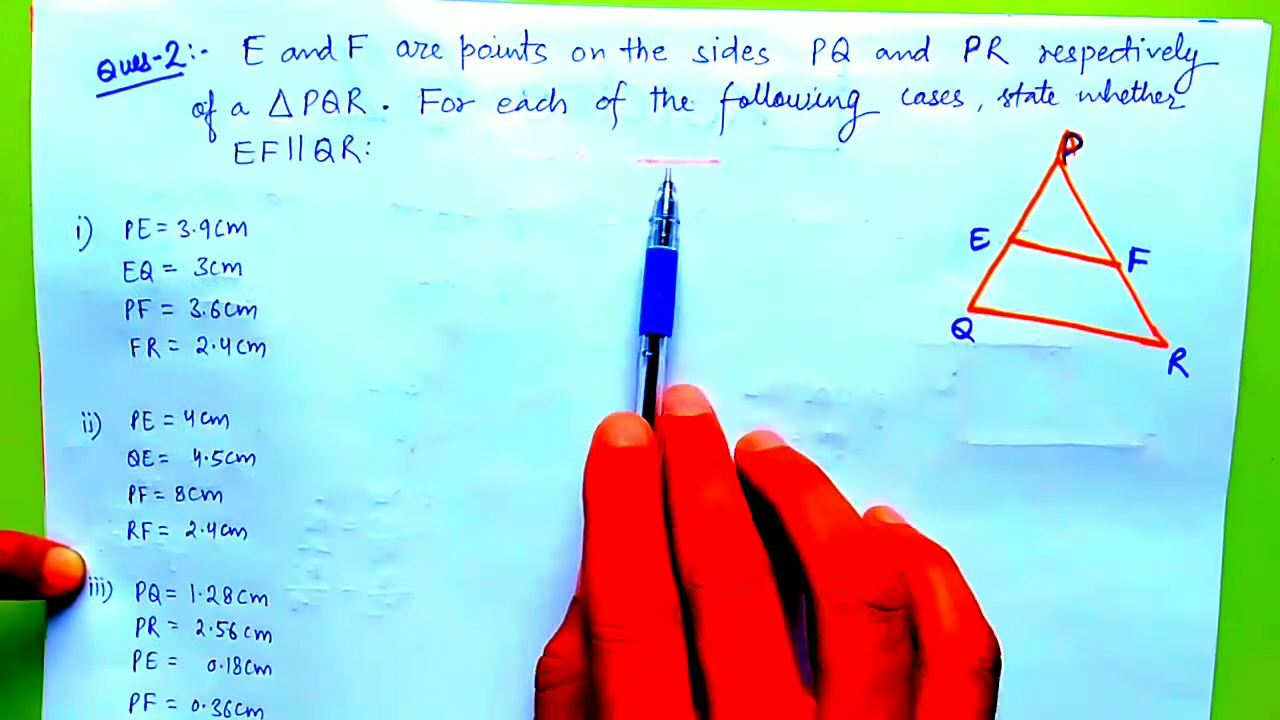 Ques-2:- E and F are points on the sides PQ and PR respectively
of a △PQR. For each of the following cases, state whether
EF||QR:
P
E
F
Q
R
i) PE = 3.9cm
EQ = 3cm
PF = 3.6cm
FR = 2.4cm
ii) PE = 4cm
QE = 4.5cm
PF = 8cm
RF = 2.4cm
iii) PQ = 1.28cm
PR = 2.56cm
PE = 0.18cm
PF = 0.36cm